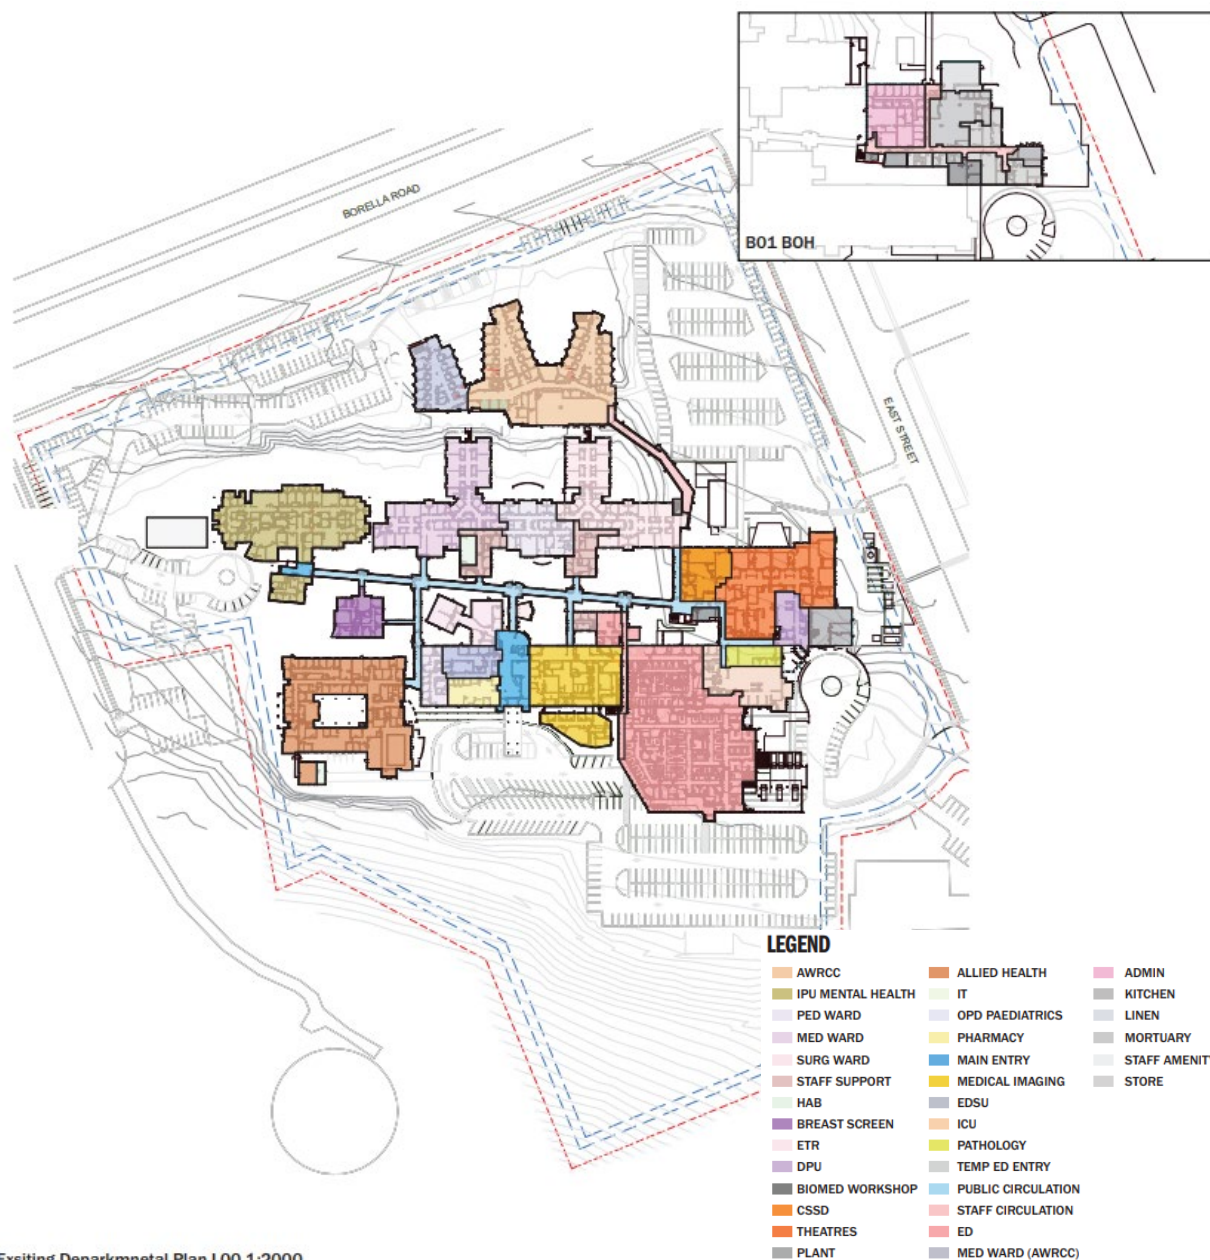 B01 BOH
BORELLA ROAD
EAST STREET
LEGEND
AWRCC
IPU MENTAL HEALTH
PED WARD
MED WARD
SURG WARD
STAFF SUPPORT
HAB
BREAST SCREEN
ETR
DPU
BIOMED WORKSHOP
CSSD
THEATRES
PLANT
ALLIED HEALTH
IT
OPD PAEDIATRICS
PHARMACY
MAIN ENTRY
MEDICAL IMAGING
EDSU
ICU
PATHOLOGY
TEMP ED ENTRY
PUBLIC CIRCULATION
STAFF CIRCULATION
ED
MED WARD (AWRCC)
ADMIN
KITCHEN
LINEN
MORTUARY
STAFF AMENIT
STORE
Exsiting Deparkmnetal Plan L00 1:2000